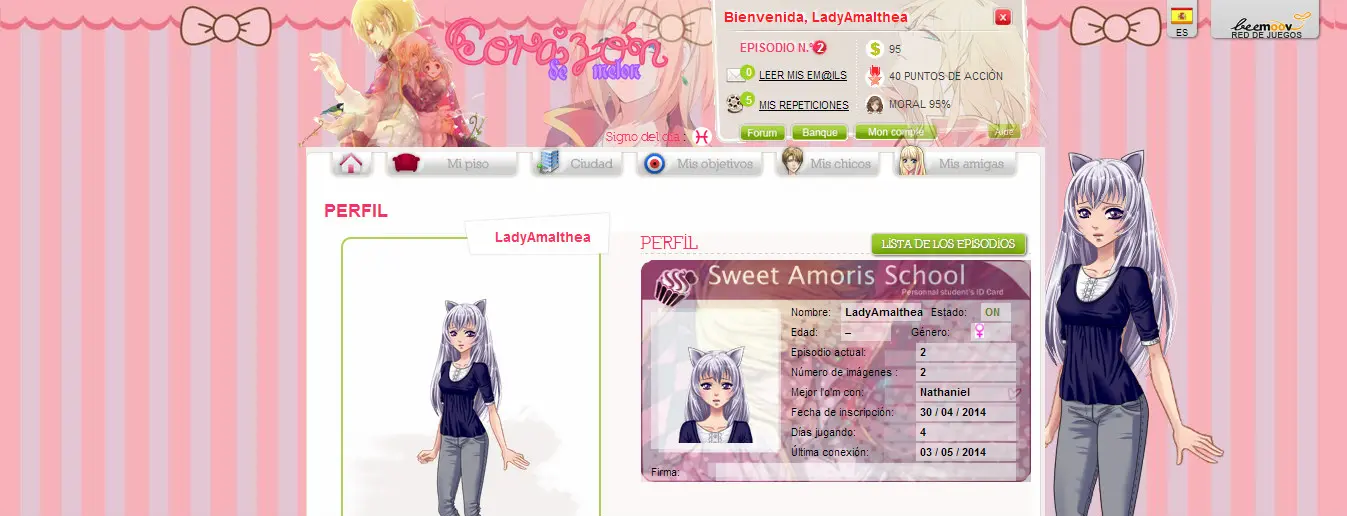 Corazón
de melon
Bienvenida, LadyAmalthea
EPISODIO N.º2
$ 95
0 LEER MIS EM@ILS
40 PUNTOS DE ACCIÓN
5 MIS REPETICIONES
MORAL 95%
Signo del día :
Forum
Banque
Mon compte
Aide
ES
beemoov
RED DE JUEGOS
Mi piso
Ciudad
Mis objetivos
Mis chicos
Mis amigas
PERFIL
LadyAmalthea
PERFIL
LISTA DE LOS EPISODIOS
Sweet Amoris School
Personnal student's ID Card
Nombre: LadyAmalthea Estado: ON
Edad: – Género:
Episodio actual: 2
Número de imágenes : 2
Mejor l'o'm con: Nathaniel
Fecha de inscripción: 30 / 04 / 2014
Días jugando: 4
Última conexión: 03 / 05 / 2014
Firma: